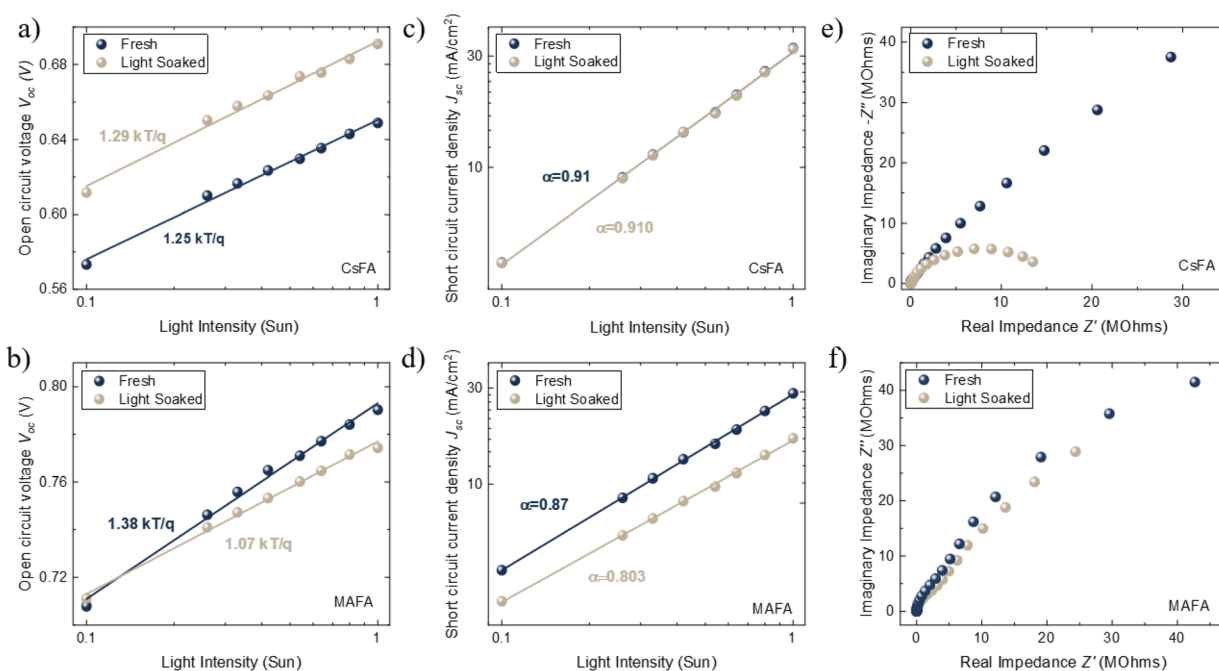 a)
Open circuit voltage Voc (V)
0.68
0.64
0.60
0.56
Fresh
Light Soaked
1.29 kT/q
1.25 kT/q
CsFA
0.1
1
Light Intensity (Sun)
c)
Short circuit current density Jsc (mA/cm²)
30
10
Fresh
Light Soaked
α=0.91
α=0.910
CsFA
0.1
1
Light Intensity (Sun)
e)
Imaginary Impedance -Z'' (MOhms)
40
30
20
10
0
Fresh
Light Soaked
CsFA
0
10
20
30
Real Impedance Z' (MOhms)
b)
Open circuit voltage Voc (V)
0.80
0.76
0.72
Fresh
Light Soaked
1.38 kT/q
1.07 kT/q
MAFA
0.1
1
Light Intensity (Sun)
d)
Short circuit current density Jsc (mA/cm²)
30
10
Fresh
Light Soaked
α=0.87
α=0.803
MAFA
0.1
1
Light Intensity (Sun)
f)
Imaginary Impedance Z'' (MOhms)
40
30
20
10
0
Fresh
Light Soaked
MAFA
0
10
20
30
40
Real Impedance Z' (MOhms)